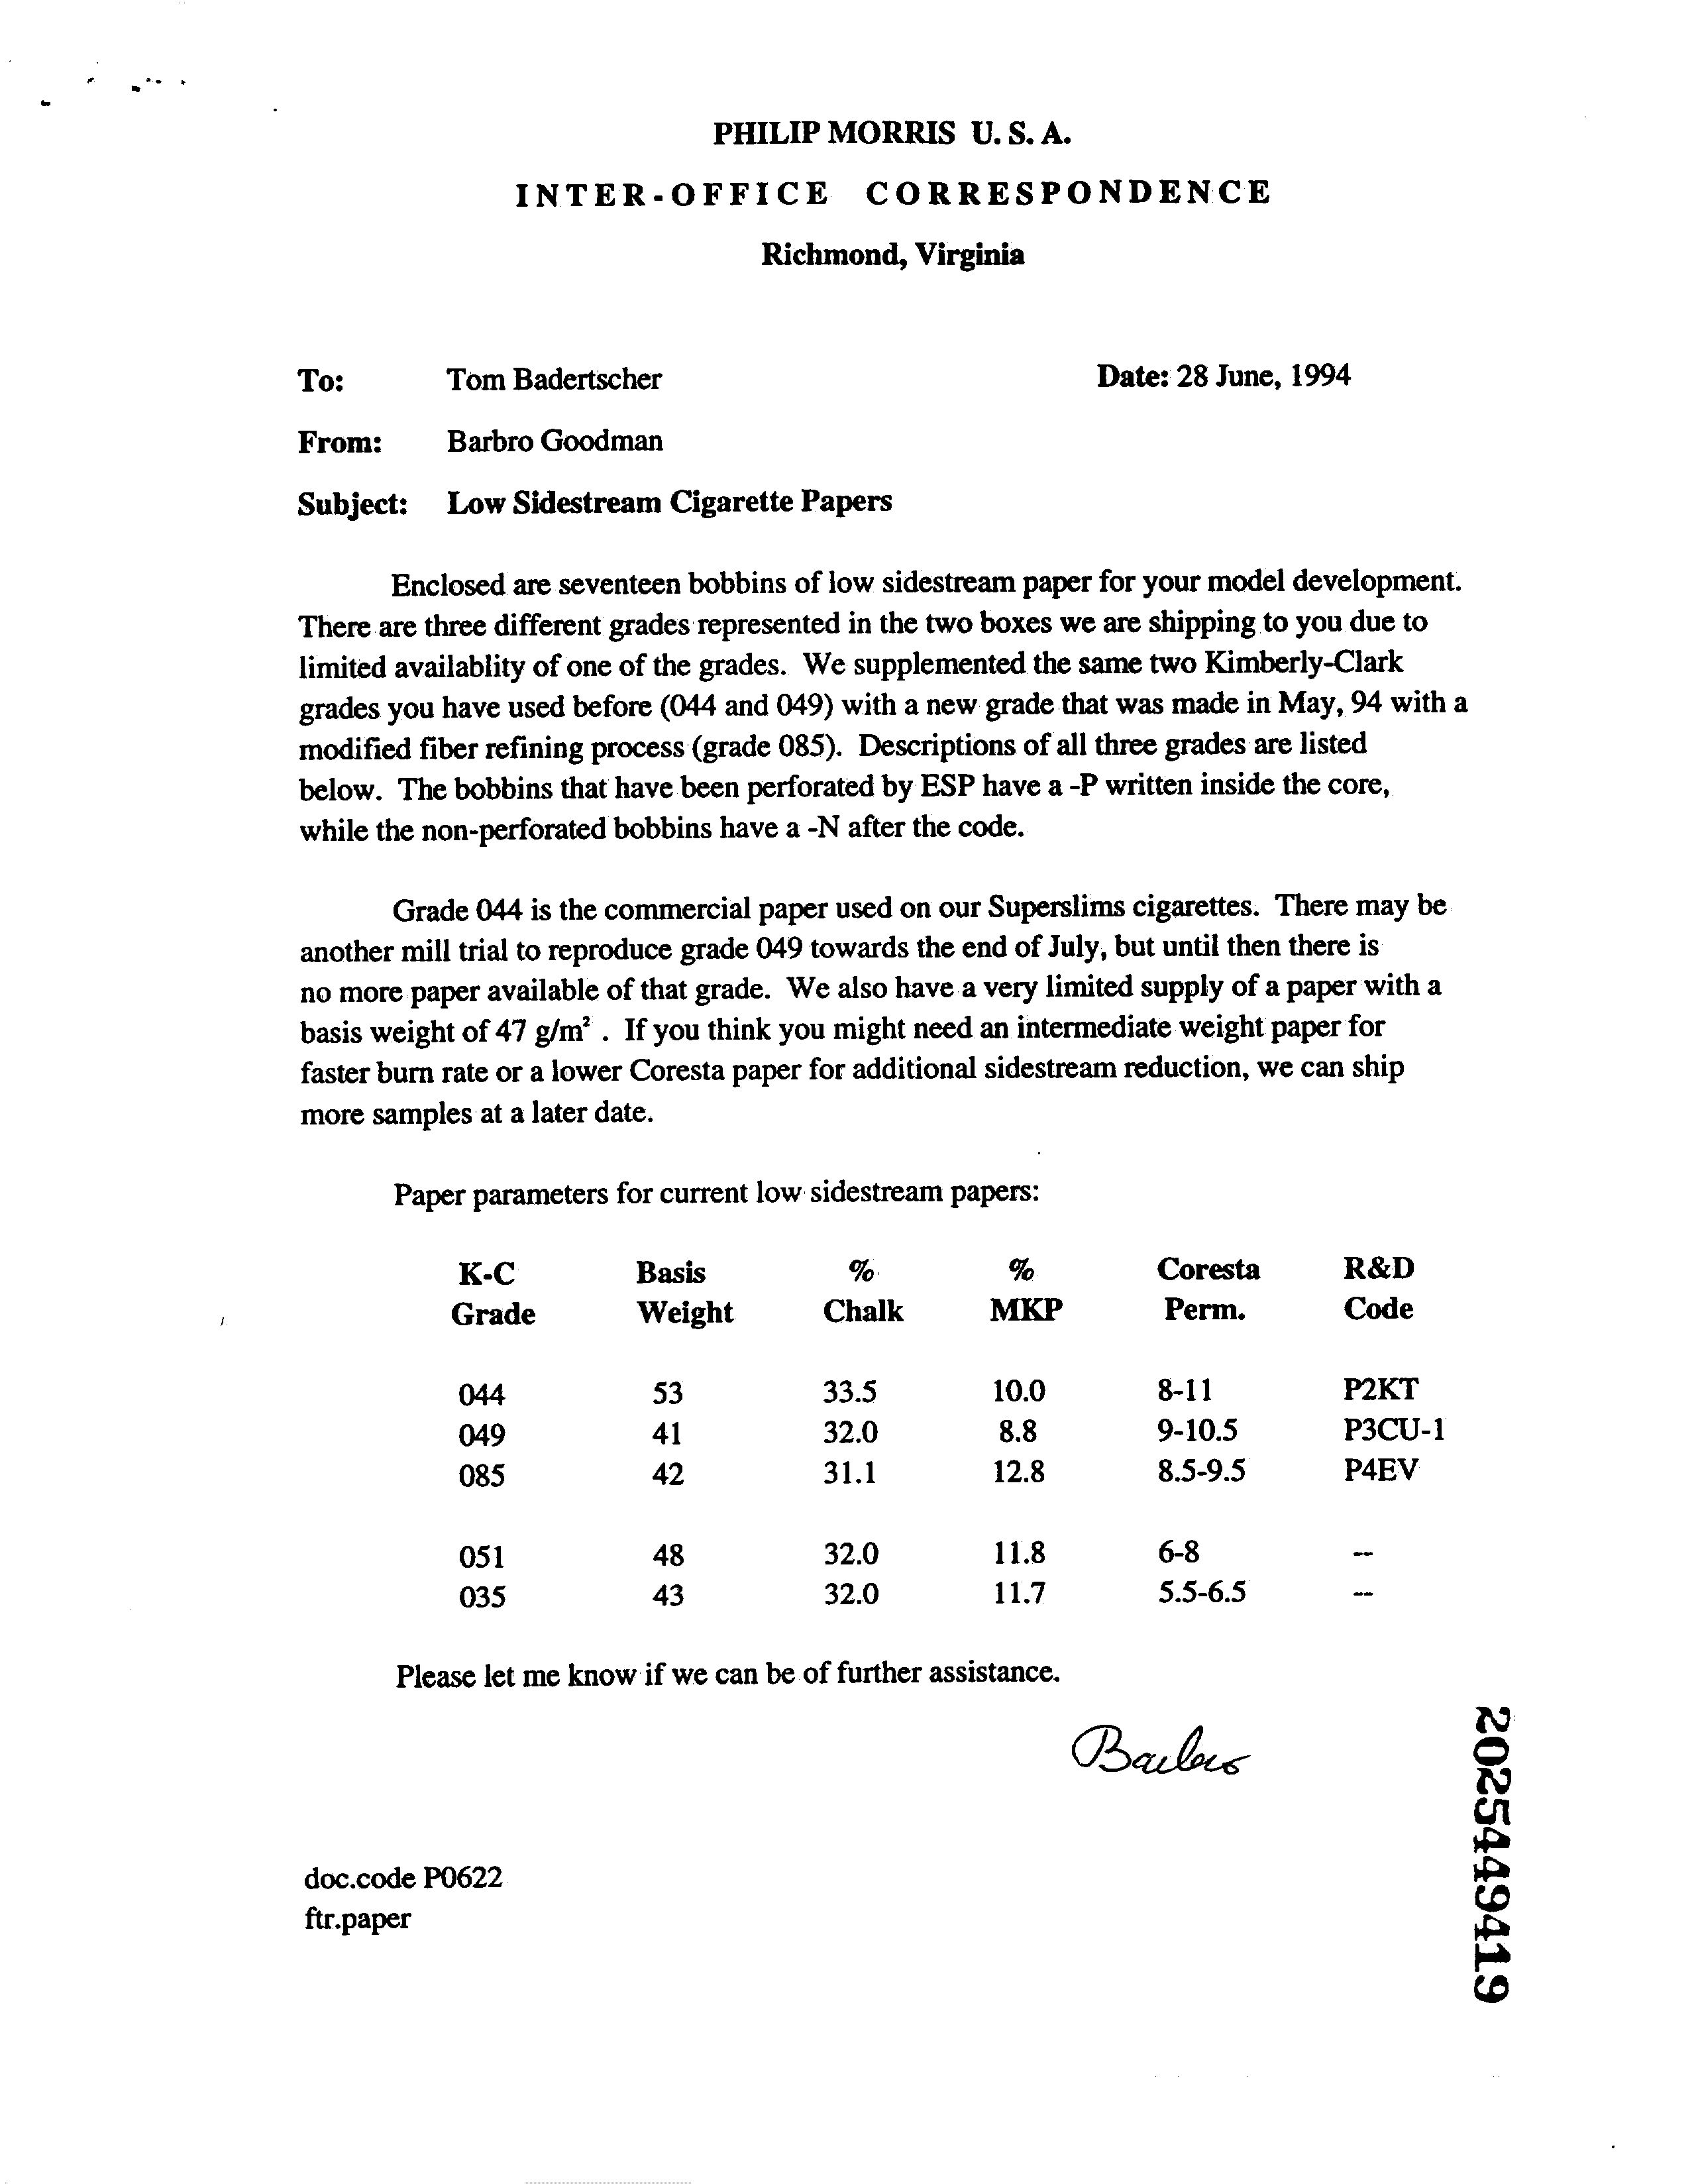 PHILIP MORRIS U. S. A.
INTER-OFFICE CORRESPONDENCE
Richmond, Virginia
To: Tom Badertscher Date: 28 June, 1994
From: Barbro Goodman
Subject: Low Sidestream Cigarette Papers
Enclosed are seventeen bobbins of low sidestream paper for your model development.
There are three different grades represented in the two boxes we are shipping to you due to
limited availablity of one of the grades. We supplemented the same two Kimberly-Clark
grades you have used before (044 and 049) with a new grade that was made in May, 94 with a
modified fiber refining process (grade 085). Descriptions of all three grades are listed
below. The bobbins that have been perforated by ESP have a -P written inside the core,
while the non-perforated bobbins have a -N after the code.
Grade 044 is the commercial paper used on our Superslims cigarettes. There may be
another mill trial to reproduce grade 049 towards the end of July, but until then there is
no more paper available of that grade. We also have a very limited supply of a paper with a
basis weight of 47 g/m² . If you think you might need an intermediate weight paper for
faster burn rate or a lower Coresta paper for additional sidestream reduction, we can ship
more samples at a later date.
Paper parameters for current low sidestream papers:
K-C Basis % % Coresta R&D
Grade Weight Chalk MKP Perm. Code
044 53 33.5 10.0 8-11 P2KT
049 41 32.0 8.8 9-10.5 P3CU-1
085 42 31.1 12.8 8.5-9.5 P4EV
051 48 32.0 11.8 6-8 --
035 43 32.0 11.7 5.5-6.5 --
Please let me know if we can be of further assistance.
Barbro
doc.code P0622
ftr.paper
2025449419